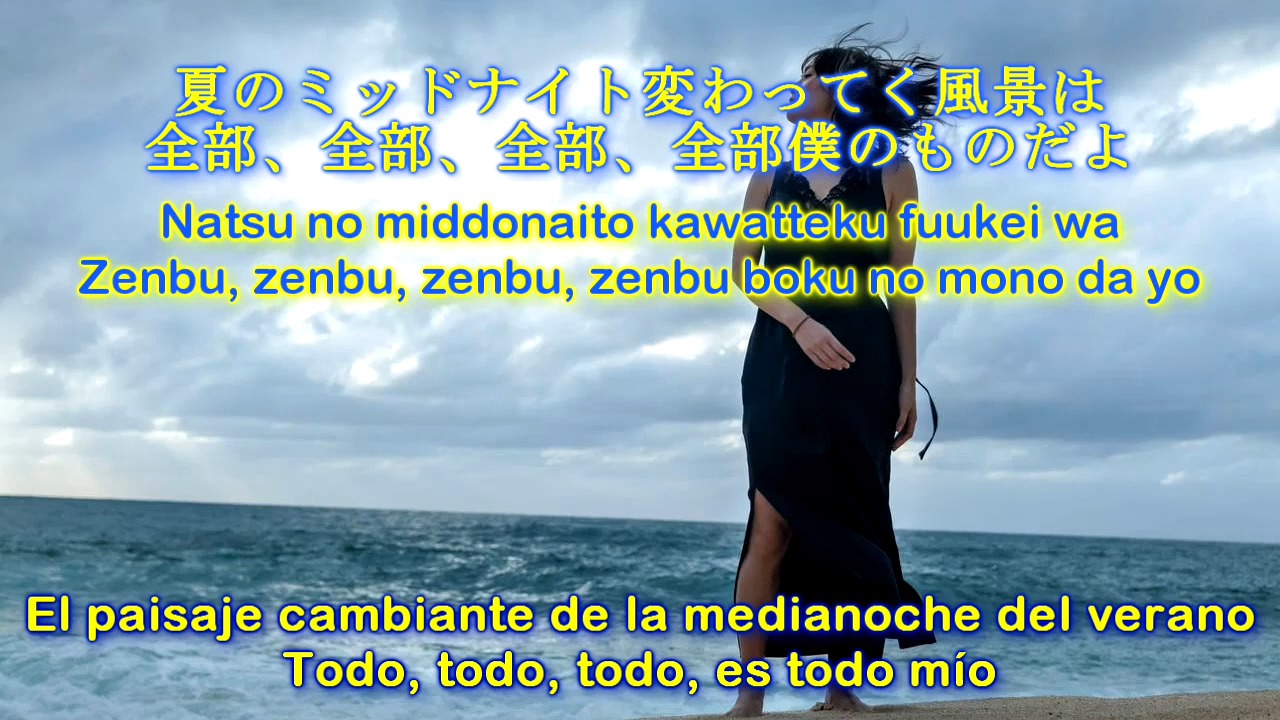 夏のミッドナイト変わってく風景は
全部、全部、全部、全部僕のものだよ
Natsu no middonaito kawatteku fuukei wa
Zenbu, zenbu, zenbu, zenbu boku no mono da yo
El paisaje cambiante de la medianoche del verano
Todo, todo, todo, es todo mío